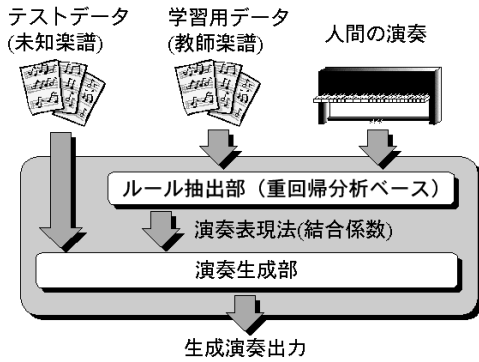 テストデータ
(未知楽譜)
学習用データ
(教師楽譜)
人間の演奏
ルール抽出部（重回帰分析ベース）
演奏表現法(結合係数)
演奏生成部
生成演奏出力